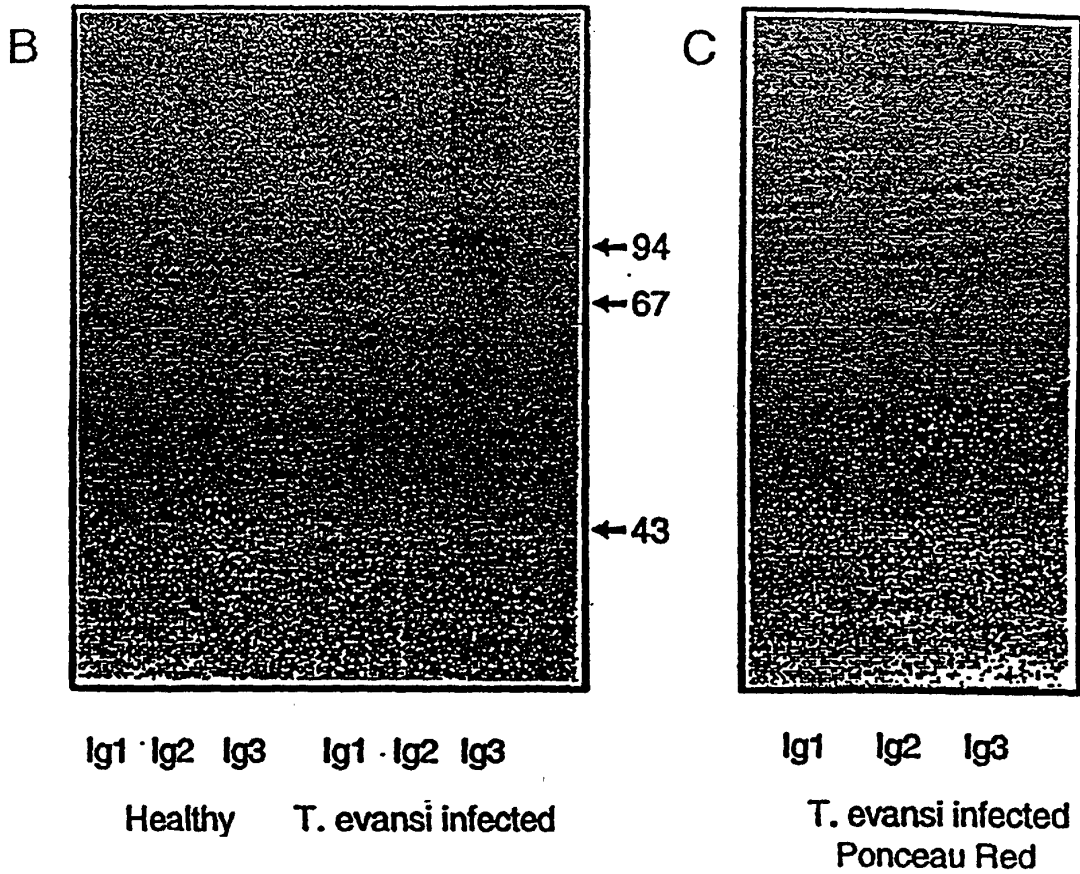 B
C
←94
←67
←43
Ig1 Ig2 Ig3 Ig1 Ig2 Ig3
Healthy T. evansi infected
Ig1 Ig2 Ig3
T. evansi infected
Ponceau Red